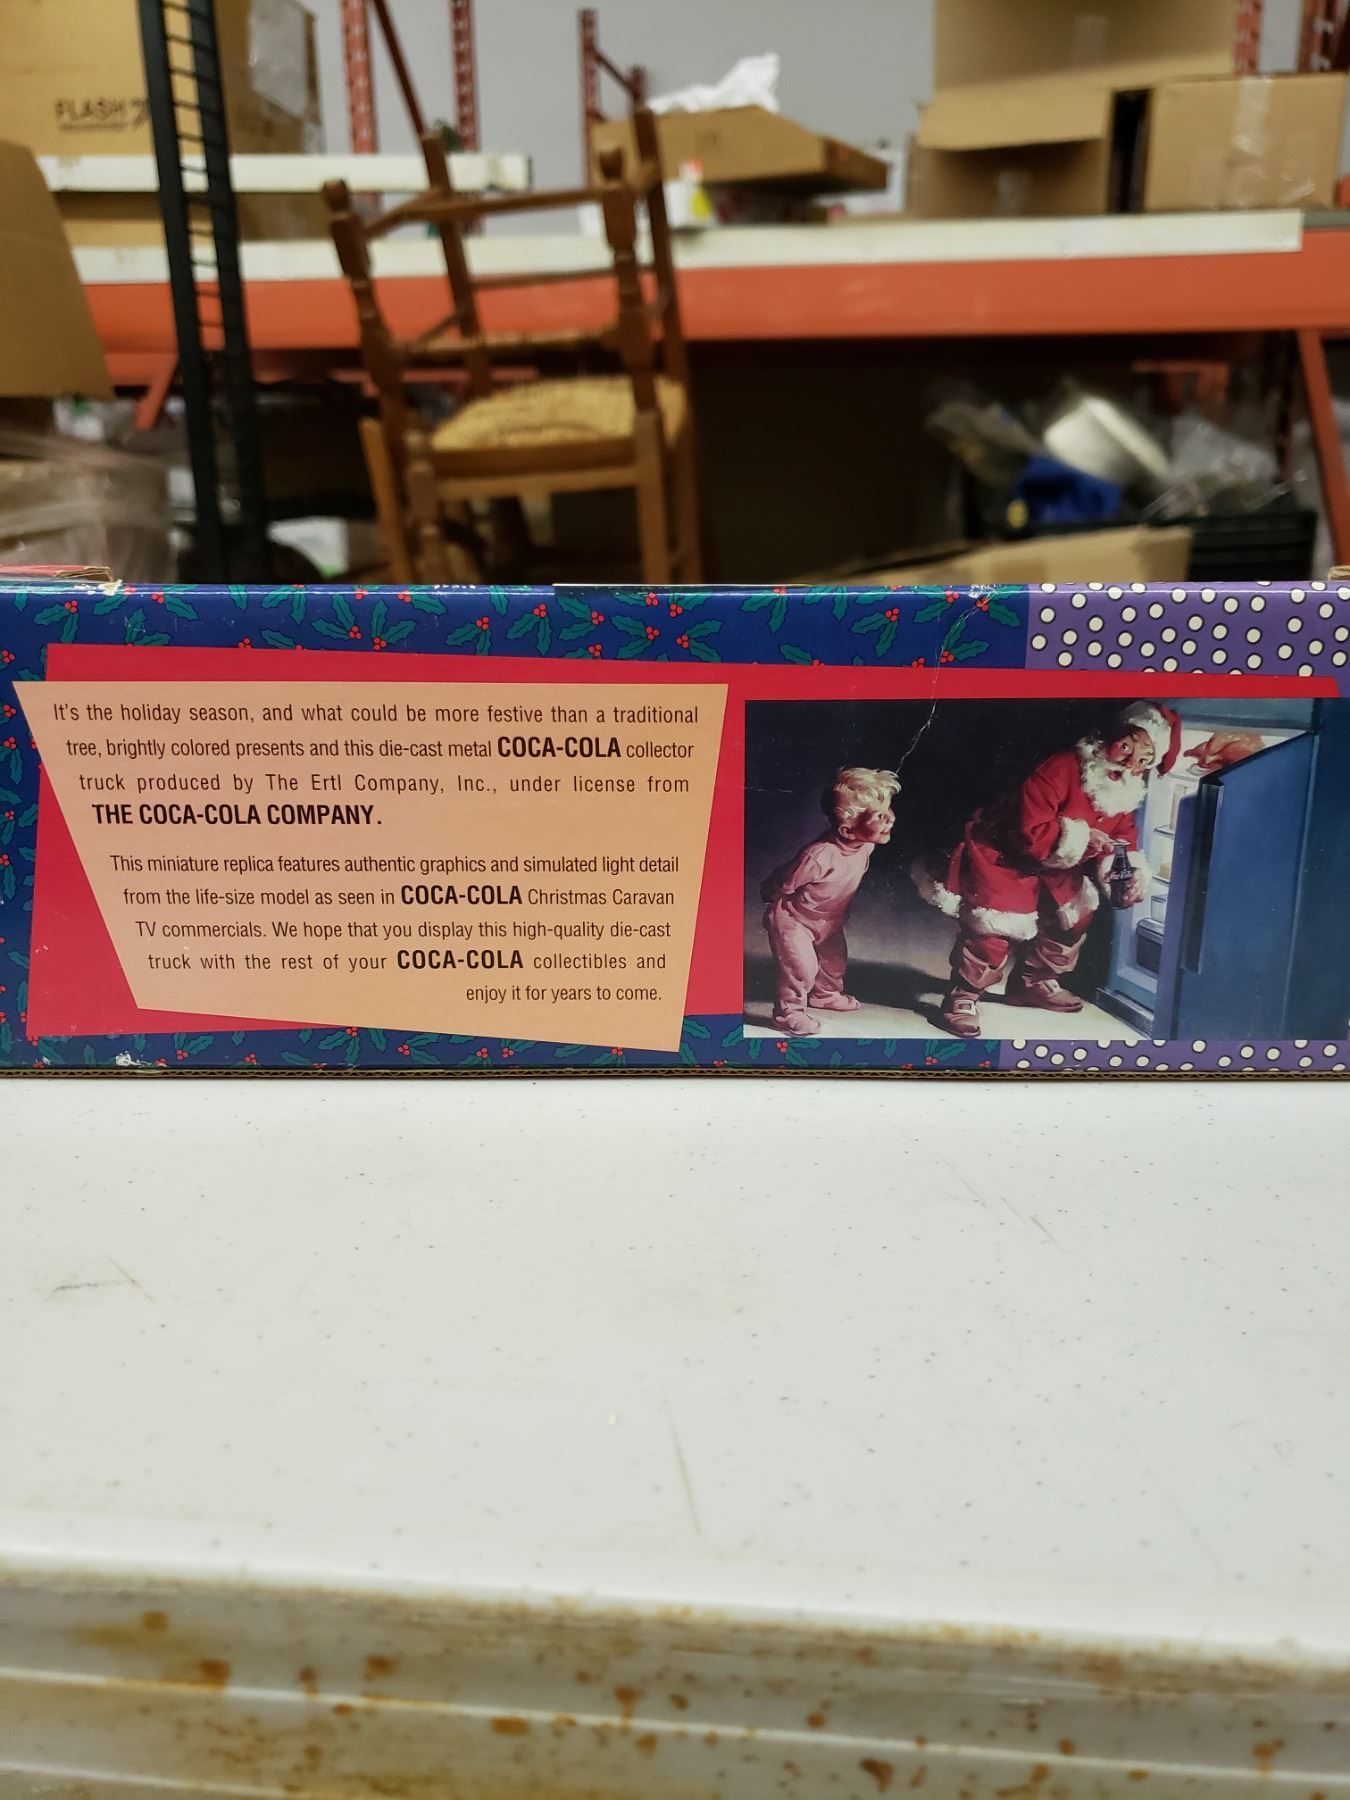 FLASH
It's the holiday season, and what could be more festive than a traditional
tree, brightly colored presents and this die-cast metal COCA-COLA collector
truck produced by The Ertl Company, Inc., under license from
THE COCA-COLA COMPANY.
This miniature replica features authentic graphics and simulated light detail
from the life-size model as seen in COCA-COLA Christmas Caravan
TV commercials. We hope that you display this high-quality die-cast
truck with the rest of your COCA-COLA collectibles and
enjoy it for years to come.
Coca-Cola